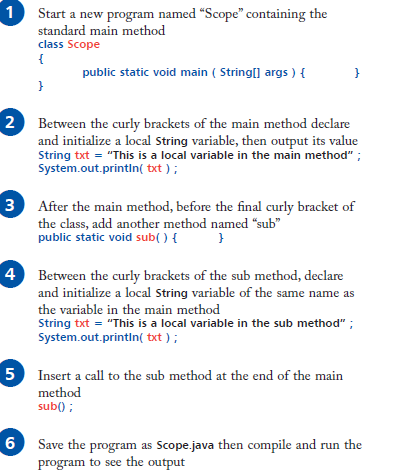 1
Start a new program named “Scope” containing the
standard main method
class Scope
{
public static void main ( String[] args ) { }
}
2
Between the curly brackets of the main method declare
and initialize a local String variable, then output its value
String txt = “This is a local variable in the main method” ;
System.out.println( txt ) ;
3
After the main method, before the final curly bracket of
the class, add another method named “sub”
public static void sub( ) { }
4
Between the curly brackets of the sub method, declare
and initialize a local String variable of the same name as
the variable in the main method
String txt = “This is a local variable in the sub method” ;
System.out.println( txt ) ;
5
Insert a call to the sub method at the end of the main
method
sub() ;
6
Save the program as Scope.java then compile and run the
program to see the output